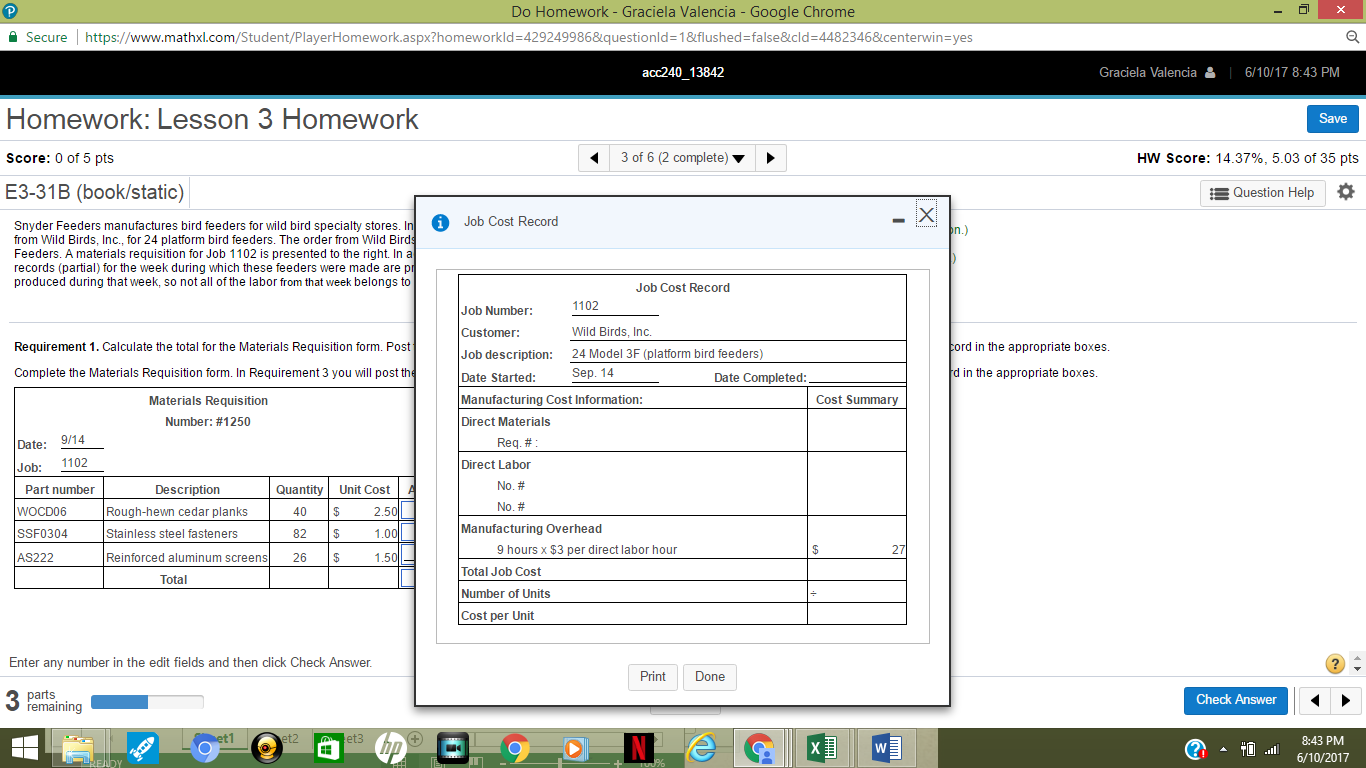 Do Homework - Graciela Valencia - Google Chrome
Secure https://www.mathxl.com/Student/PlayerHomework.aspx?homeworkId=429249986&questionId=1&flushed=false&cId=4482346&centerwin=yes
acc240_13842
Graciela Valencia | 6/10/17 8:43 PM
Homework: Lesson 3 Homework
Save
Score: 0 of 5 pts
3 of 6 (2 complete)
HW Score: 14.37%, 5.03 of 35 pts
E3-31B (book/static)
Question Help
Snyder Feeders manufactures bird feeders for wild bird specialty stores. In
from Wild Birds, Inc., for 24 platform bird feeders. The order from Wild Birds
Feeders. A materials requisition for Job 1102 is presented to the right. In a
records (partial) for the week during which these feeders were made are pr
produced during that week, so not all of the labor from that week belongs to
on.)
)
Requirement 1. Calculate the total for the Materials Requisition form. Post
cord in the appropriate boxes.
Complete the Materials Requisition form. In Requirement 3 you will post the
rd in the appropriate boxes.
Materials Requisition
Number: #1250
Date: 9/14
Job: 1102
Part number Description Quantity Unit Cost A
WOCD06 Rough-hewn cedar planks 40 $ 2.50
SSF0304 Stainless steel fasteners 82 $ 1.00
AS222 Reinforced aluminum screens 26 $ 1.50
Total
Job Cost Record
Job Cost Record
Job Number: 1102
Customer: Wild Birds, Inc.
Job description: 24 Model 3F (platform bird feeders)
Date Started: Sep. 14 Date Completed:
Manufacturing Cost Information: Cost Summary
Direct Materials
Req. # :
Direct Labor
No. #
No. #
Manufacturing Overhead
9 hours x $3 per direct labor hour $ 27
Total Job Cost
Number of Units ÷
Cost per Unit
Print Done
Enter any number in the edit fields and then click Check Answer.
?
3 parts
remaining
Check Answer
et1 et2 et3
READY
100%
hp
N
8:43 PM
6/10/2017